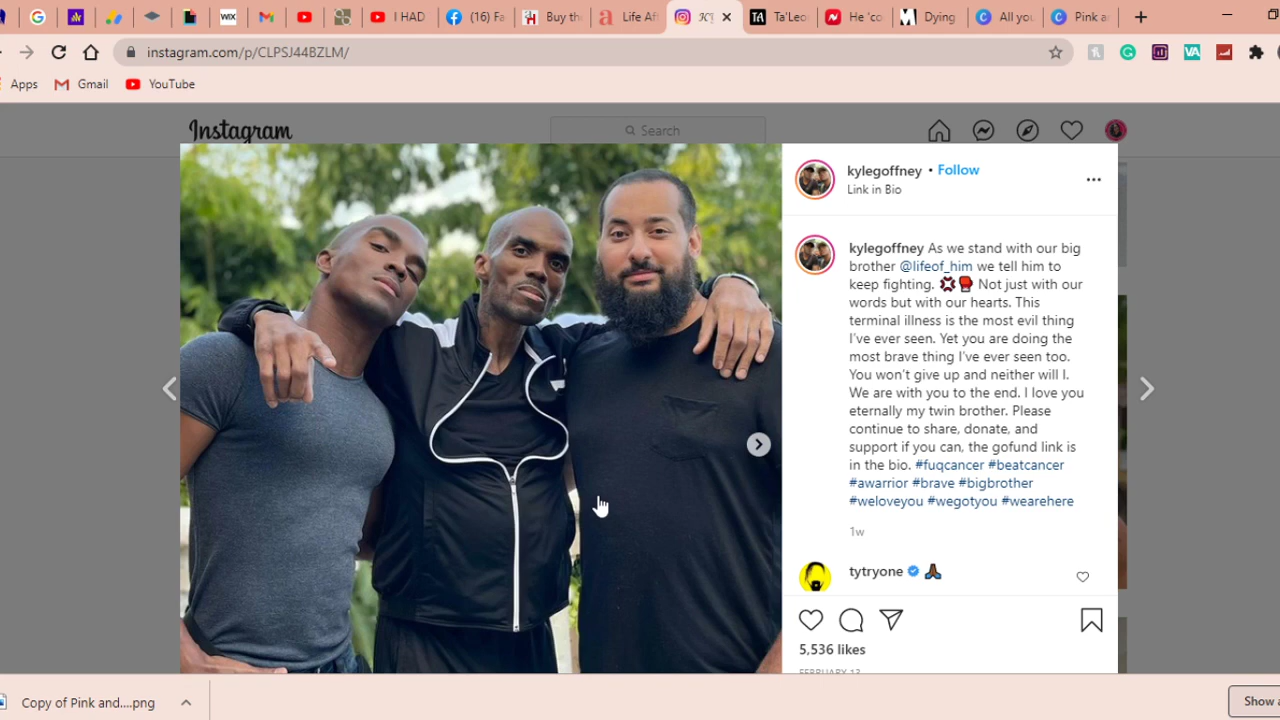 I HAD
(16) Fa
Buy the
Life Af
Ta'Leo
He 'co
Dying
All you
Pink a
instagram.com/p/CLPSJ44BZLM/
Apps
Gmail
YouTube
Instagram
Search
kylegoffney • Follow
Link in Bio
kylegoffney As we stand with our big
brother @lifeof_him we tell him to
keep fighting. 💢🥊 Not just with our
words but with our hearts. This
terminal illness is the most evil thing
I've ever seen. Yet you are doing the
most brave thing I've ever seen too.
You won't give up and neither will I.
We are with you to the end. I love you
eternally my twin brother. Please
continue to share, donate, and
support if you can, the gofund link is
in the bio. #fuqcancer #beatcancer
#awarrior #brave #bigbrother
#weloveyou #wegotyou #wearehere
1w
tytryone 🙏🏾
5,536 likes
FEBRUARY 13
Copy of Pink and....png
Show a